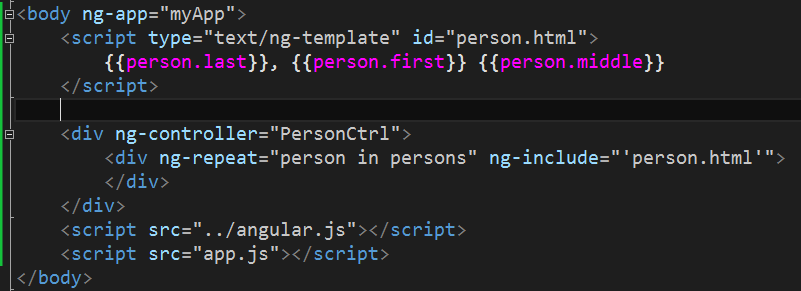 <body ng-app="myApp">
<script type="text/ng-template" id="person.html">
{{person.last}}, {{person.first}} {{person.middle}}
</script>
<div ng-controller="PersonCtrl">
<div ng-repeat="person in persons" ng-include="'person.html'">
</div>
</div>
<script src="../angular.js"></script>
<script src="app.js"></script>
</body>